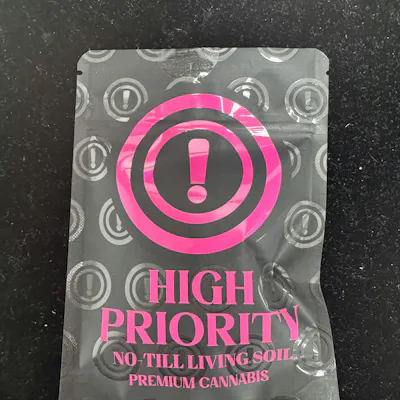 !
HIGH
PRIORITY
NO-TILL LIVING SOIL
PREMIUM CANNABIS